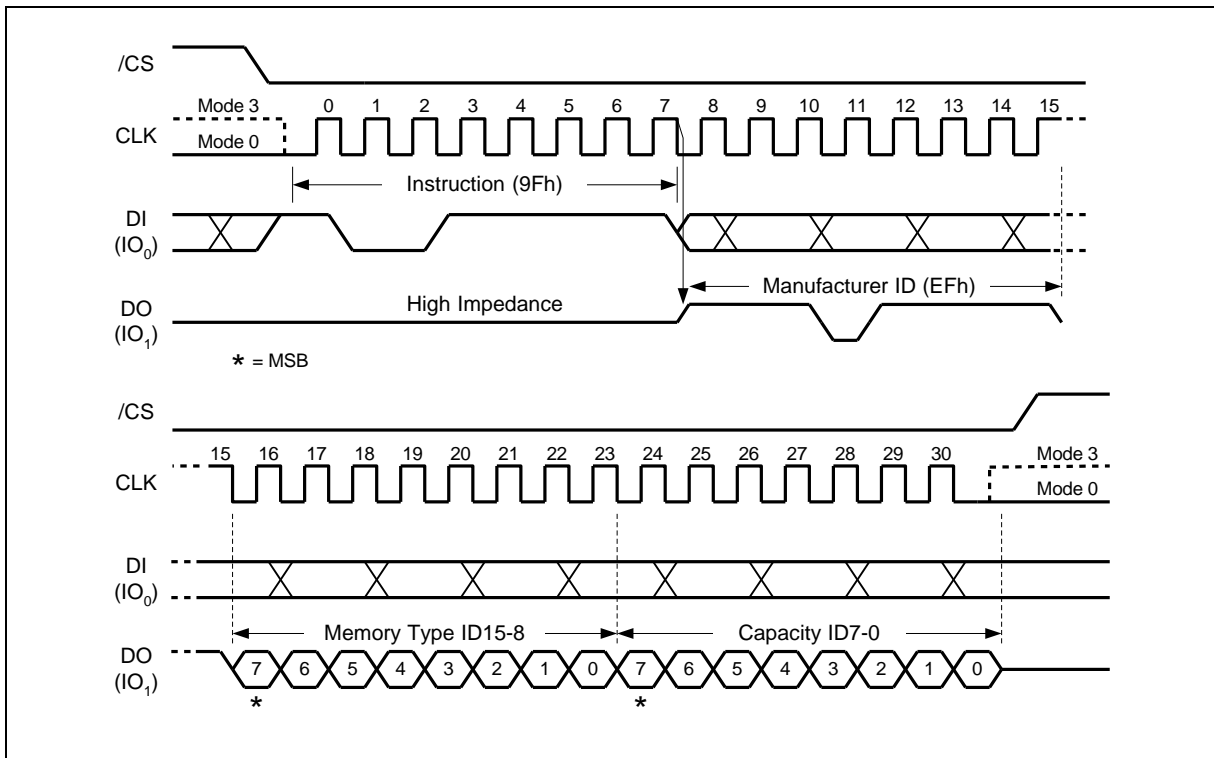 /CS
Mode 3 0 1 2 3 4 5 6 7 8 9 10 11 12 13 14 15
CLK Mode 0
Instruction (9Fh)
DI
(IO0)
Manufacturer ID (EFh)
DO High Impedance
(IO1)
* = MSB
/CS
15 16 17 18 19 20 21 22 23 24 25 26 27 28 29 30 Mode 3
CLK Mode 0
DI
(IO0)
Memory Type ID15-8 Capacity ID7-0
DO 7 6 5 4 3 2 1 0 7 6 5 4 3 2 1 0
(IO1)
* *